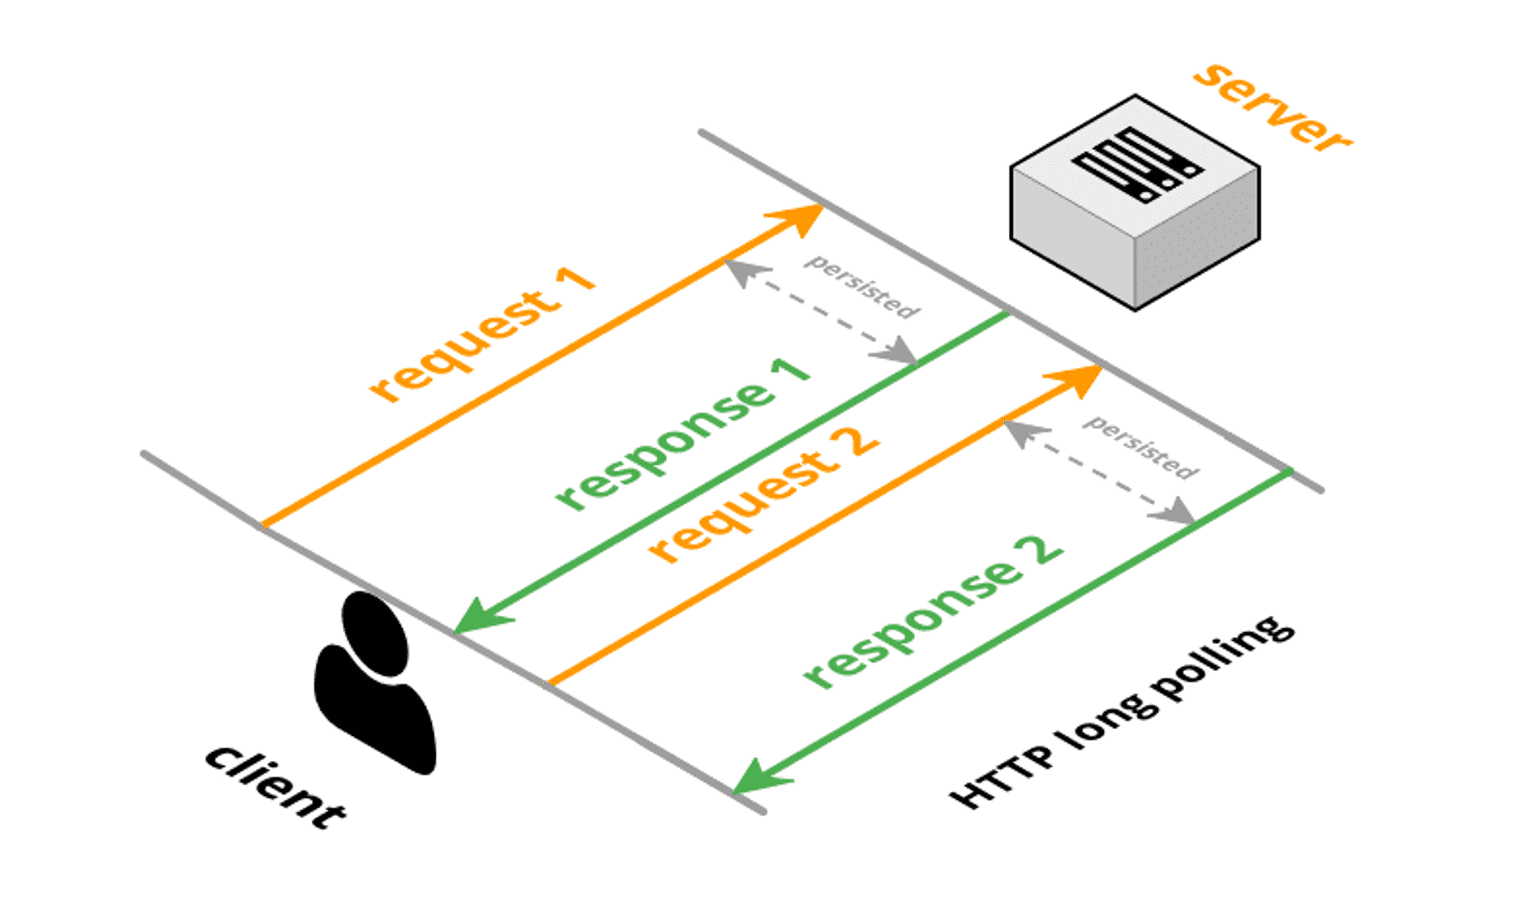 server
persisted
request 1
response 1
persisted
request 2
response 2
HTTP long polling
client